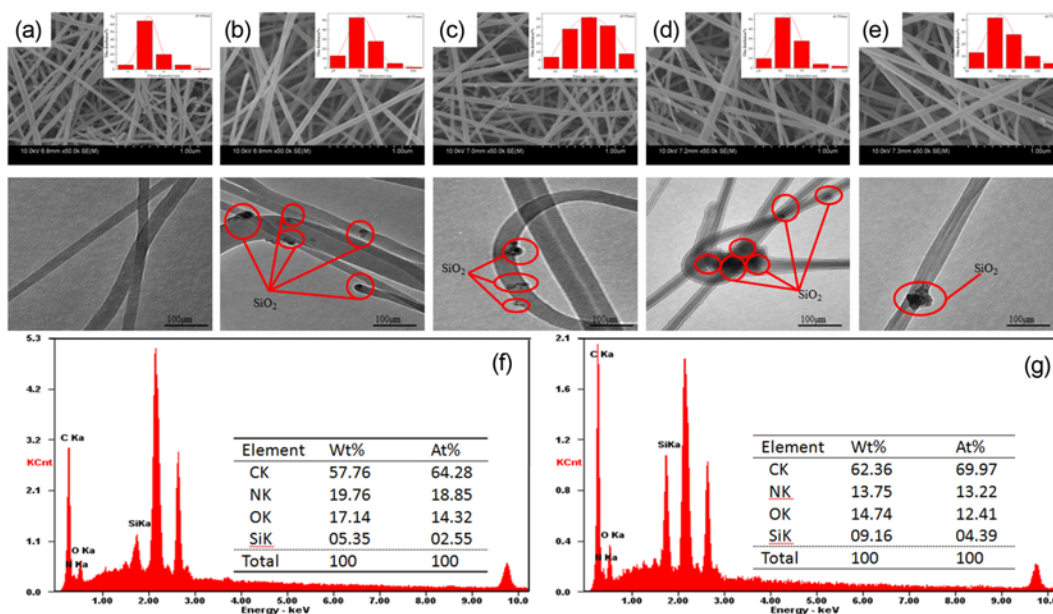 (a) (b) (c) (d) (e)
10.0kV 6.8mm x50.0k SE(M) 1.00μm
10.0kV 6.9mm x50.0k SE(M) 1.00μm
10.0kV 7.0mm x50.0k SE(M) 1.00μm
10.0kV 7.2mm x50.0k SE(M) 1.00μm
10.0kV 7.3mm x50.0k SE(M) 1.00μm
100μm
SiO2
100μm
SiO2
100μm
SiO2
100μm
SiO2
100μm
(f)
5.3
4.2
3.2
KCnt
2.1
1.1
0.0
C Ka
O Ka
N Ka
SiKa
Element Wt% At%
CK 57.76 64.28
NK 19.76 18.85
OK 17.14 14.32
SiK 05.35 02.55
Total 100 100
1.00 2.00 3.00 4.00 5.00 6.00 7.00 8.00 9.00 10.0
Energy - keV
(g)
2.1
1.6
1.2
KCnt
0.8
0.4
0.0
C Ka
O Ka
N Ka
SiKa
Element Wt% At%
CK 62.36 69.97
NK 13.75 13.22
OK 14.74 12.41
SiK 09.16 04.39
Total 100 100
1.00 2.00 3.00 4.00 5.00 6.00 7.00 8.00 9.00 10.0
Energy - keV